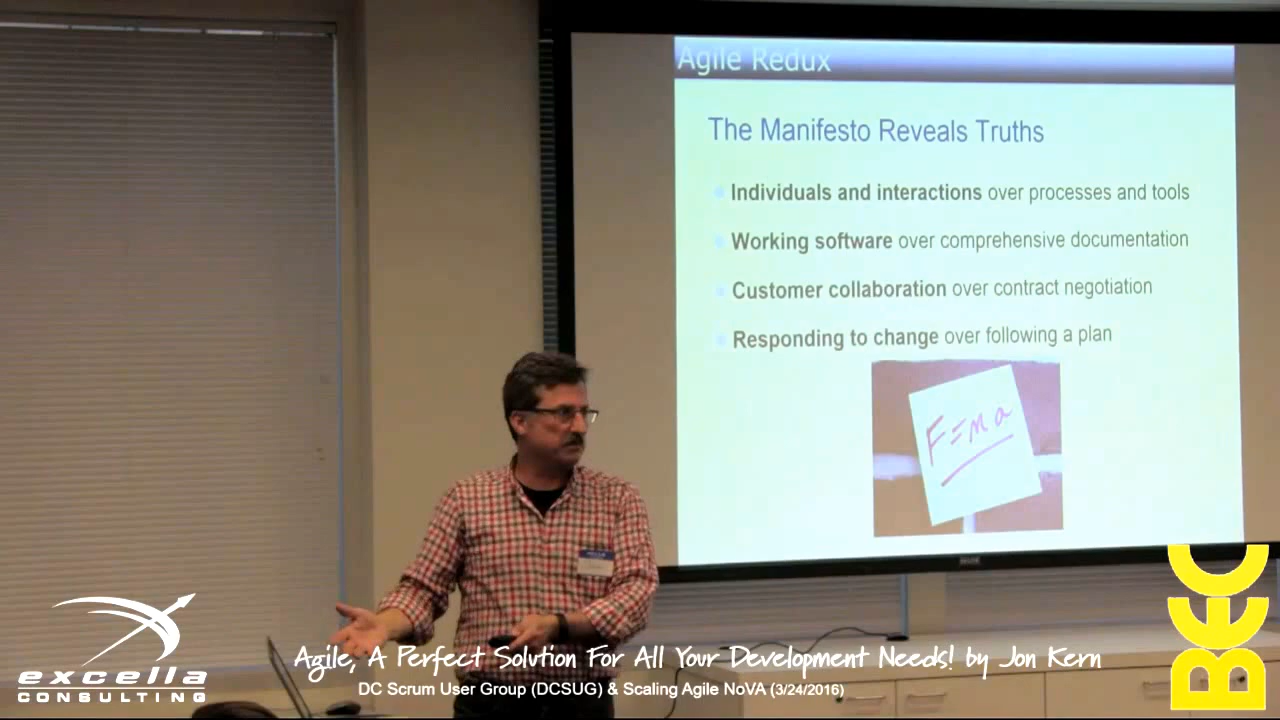 Agile Redux
The Manifesto Reveals Truths
Individuals and interactions over processes and tools
Working software over comprehensive documentation
Customer collaboration over contract negotiation
Responding to change over following a plan
F=ma
excella
CONSULTING
Agile, A Perfect Solution For All Your Development Needs! by Jon Kern
DC Scrum User Group (DCSUG) & Scaling Agile NoVA (3/24/2016)